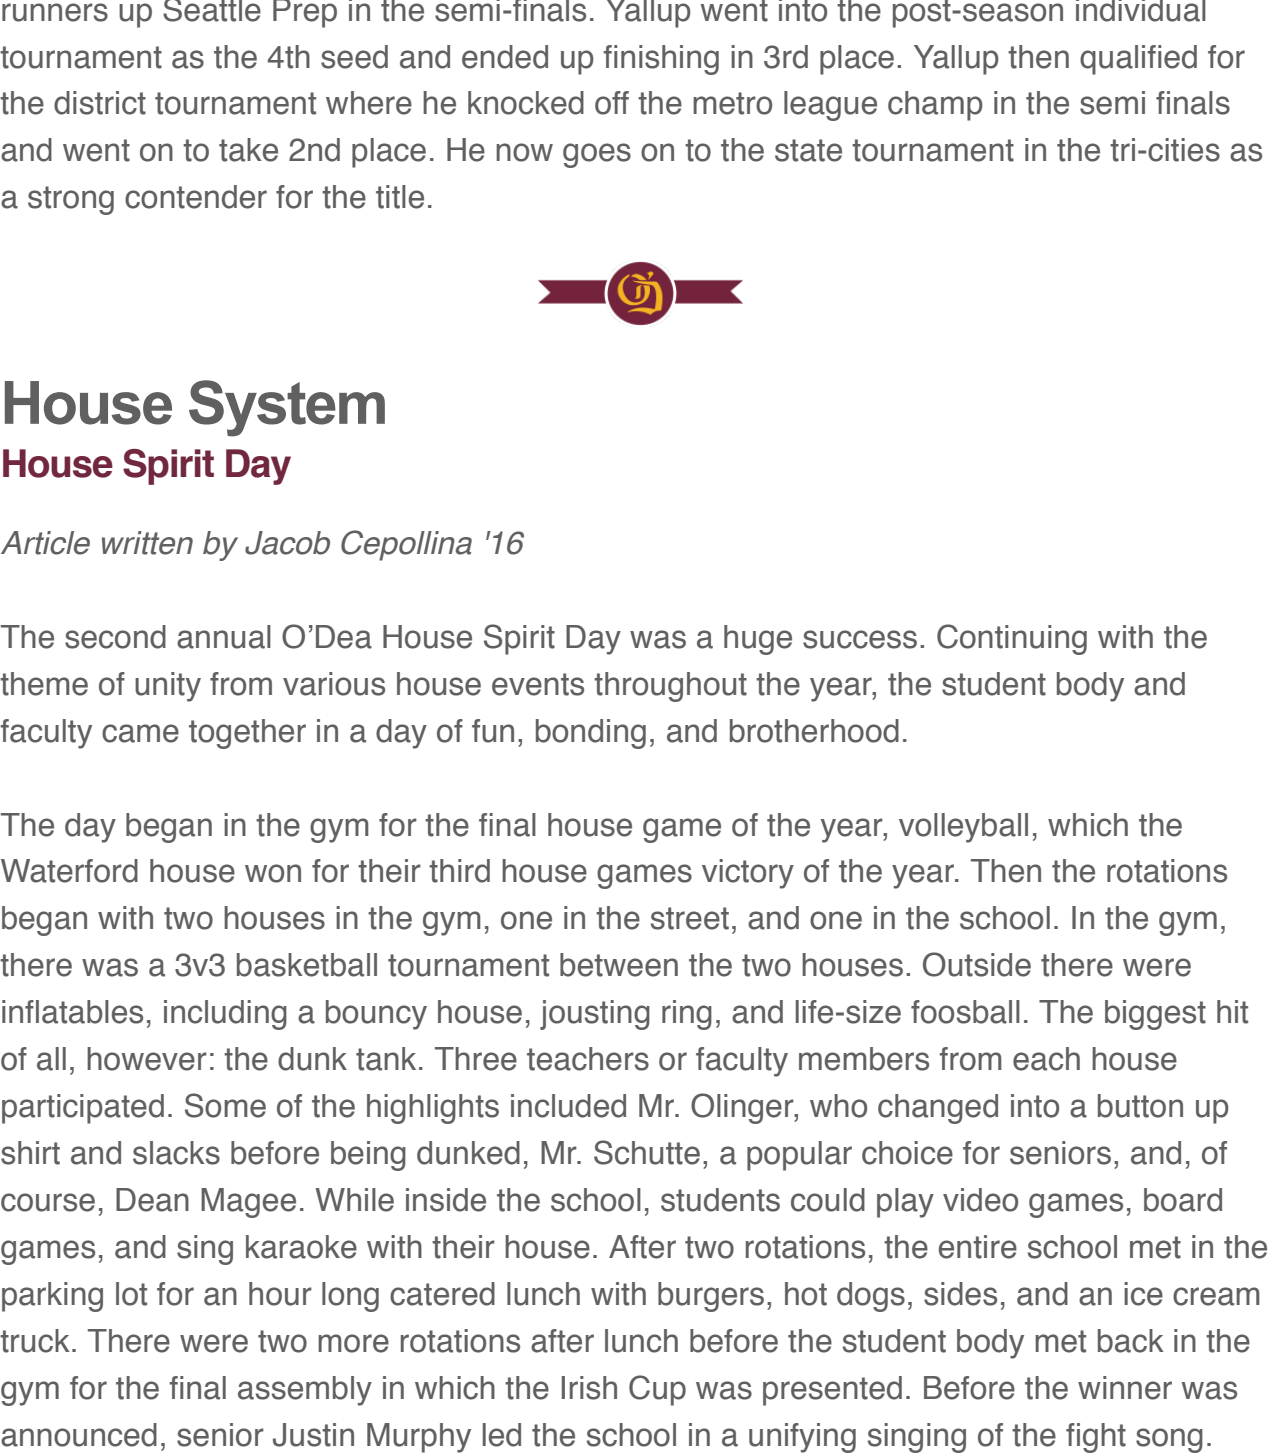 runners up Seattle Prep in the semi-finals. Yallup went into the post-season individual
tournament as the 4th seed and ended up finishing in 3rd place. Yallup then qualified for
the district tournament where he knocked off the metro league champ in the semi finals
and went on to take 2nd place. He now goes on to the state tournament in the tri-cities as
a strong contender for the title.
OD
House System
House Spirit Day
Article written by Jacob Cepollina '16
The second annual O’Dea House Spirit Day was a huge success. Continuing with the
theme of unity from various house events throughout the year, the student body and
faculty came together in a day of fun, bonding, and brotherhood.
The day began in the gym for the final house game of the year, volleyball, which the
Waterford house won for their third house games victory of the year. Then the rotations
began with two houses in the gym, one in the street, and one in the school. In the gym,
there was a 3v3 basketball tournament between the two houses. Outside there were
inflatables, including a bouncy house, jousting ring, and life-size foosball. The biggest hit
of all, however: the dunk tank. Three teachers or faculty members from each house
participated. Some of the highlights included Mr. Olinger, who changed into a button up
shirt and slacks before being dunked, Mr. Schutte, a popular choice for seniors, and, of
course, Dean Magee. While inside the school, students could play video games, board
games, and sing karaoke with their house. After two rotations, the entire school met in the
parking lot for an hour long catered lunch with burgers, hot dogs, sides, and an ice cream
truck. There were two more rotations after lunch before the student body met back in the
gym for the final assembly in which the Irish Cup was presented. Before the winner was
announced, senior Justin Murphy led the school in a unifying singing of the fight song.